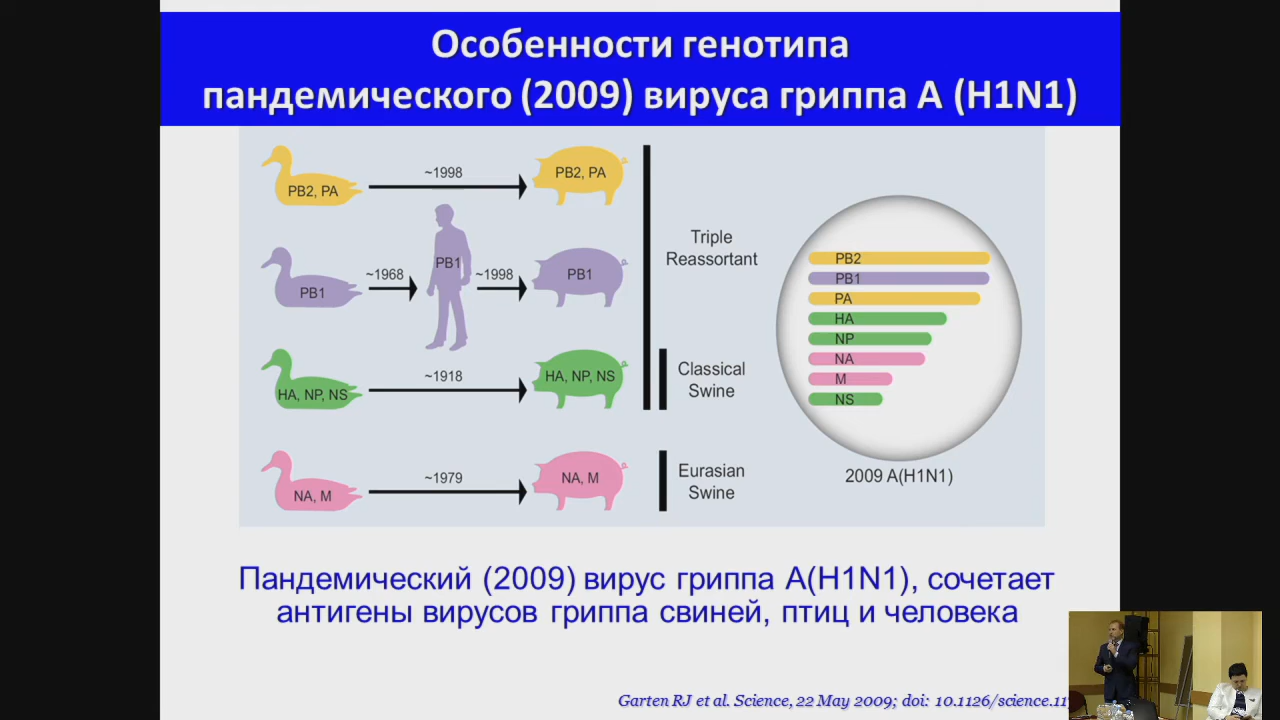 Особенности генотипа
пандемического (2009) вируса гриппа А (H1N1)
PB2, PA
~1998
PB2, PA
PB1
~1968
PB1
~1998
PB1
Triple
Reassortant
HA, NP, NS
~1918
HA, NP, NS
Classical
Swine
NA, M
~1979
NA, M
Eurasian
Swine
PB2
PB1
PA
HA
NP
NA
M
NS
2009 A(H1N1)
Пандемический (2009) вирус гриппа A(H1N1), сочетает
антигены вирусов гриппа свиней, птиц и человека
Garten RJ et al. Science, 22 May 2009; doi: 10.1126/science.11